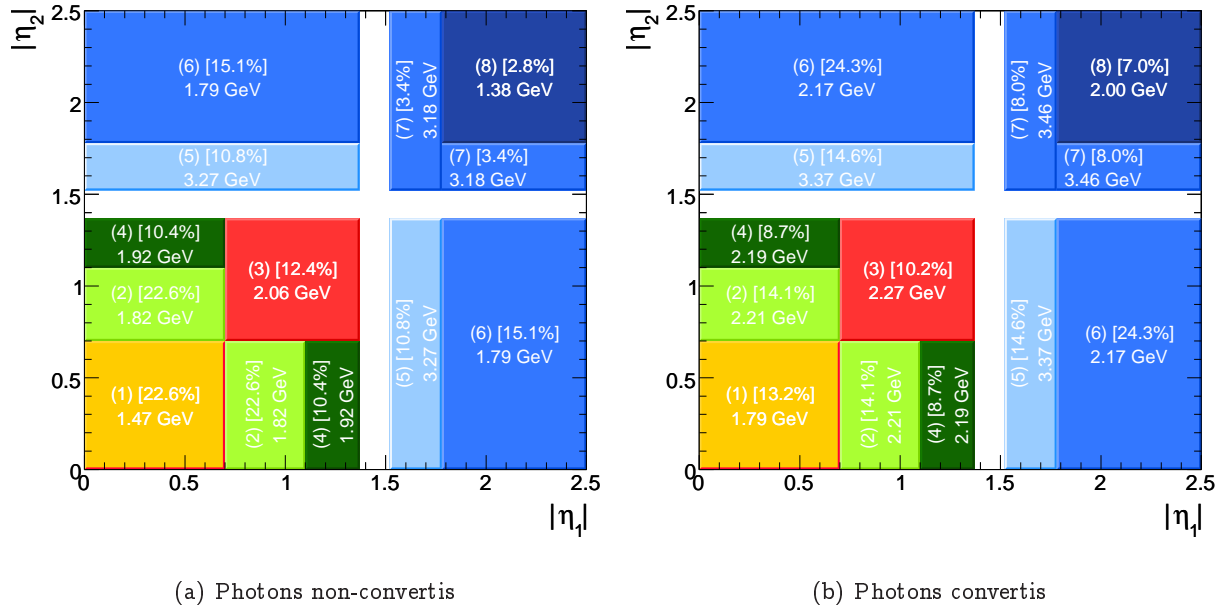 |η2|
2.5
2
1.5
1
0.5
0
(6) [15.1%]
1.79 GeV
(5) [10.8%]
3.27 GeV
(7) [3.4%]
3.18 GeV
(8) [2.8%]
1.38 GeV
(7) [3.4%]
3.18 GeV
(4) [10.4%]
1.92 GeV
(2) [22.6%]
1.82 GeV
(3) [12.4%]
2.06 GeV
(1) [22.6%]
1.47 GeV
(2) [22.6%]
1.82 GeV
(4) [10.4%]
1.92 GeV
(5) [10.8%]
3.27 GeV
(6) [15.1%]
1.79 GeV
0 0.5 1 1.5 2 2.5
|η1|
(a) Photons non-convertis
|η2|
2.5
2
1.5
1
0.5
0
(6) [24.3%]
2.17 GeV
(5) [14.6%]
3.37 GeV
(7) [8.0%]
3.46 GeV
(8) [7.0%]
2.00 GeV
(7) [8.0%]
3.46 GeV
(4) [8.7%]
2.19 GeV
(2) [14.1%]
2.21 GeV
(3) [10.2%]
2.27 GeV
(1) [13.2%]
1.79 GeV
(2) [14.1%]
2.21 GeV
(4) [8.7%]
2.19 GeV
(5) [14.6%]
3.37 GeV
(6) [24.3%]
2.17 GeV
0 0.5 1 1.5 2 2.5
|η1|
(b) Photons convertis